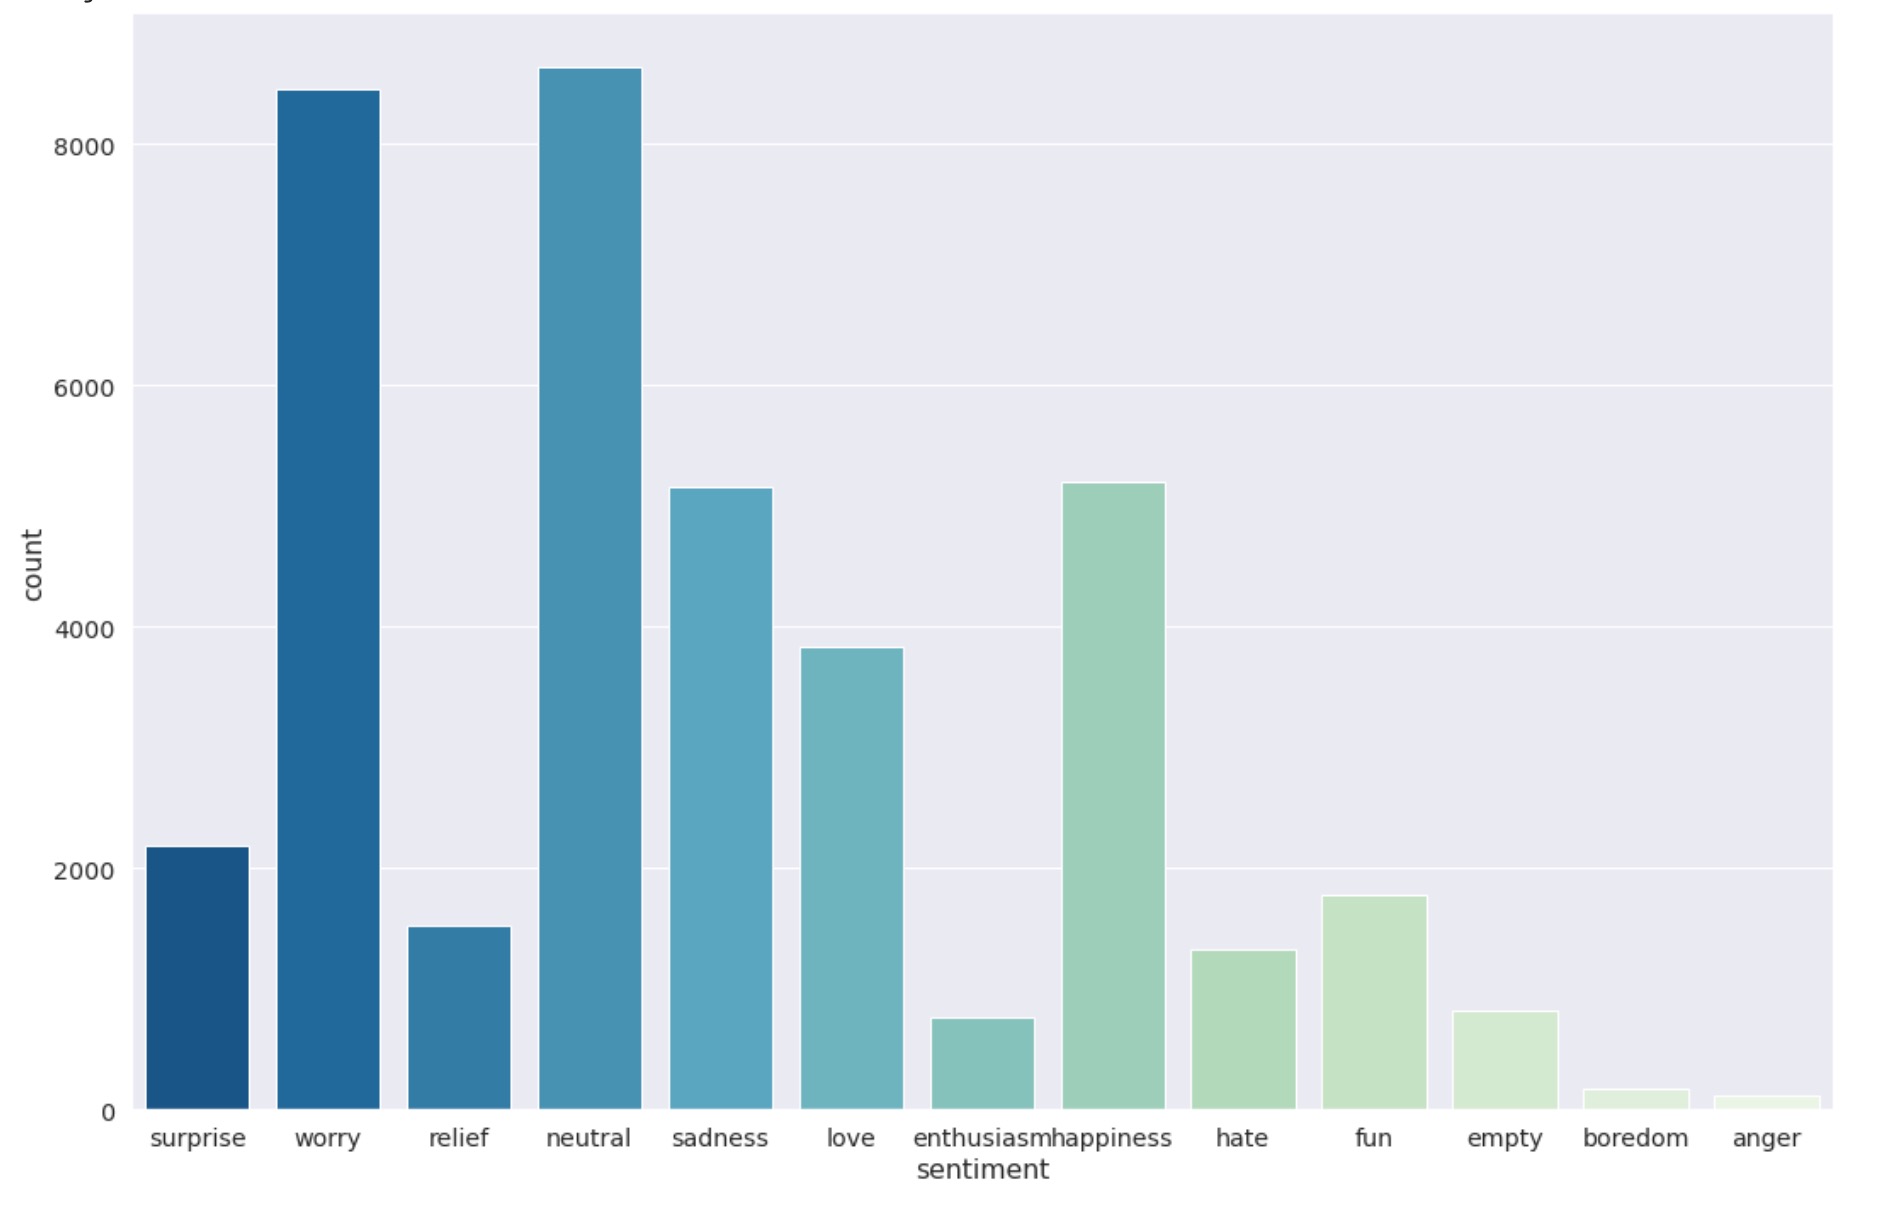 8000
6000
4000
2000
0
count
surprise worry relief neutral sadness love enthusiasm happiness hate fun empty boredom anger
sentiment